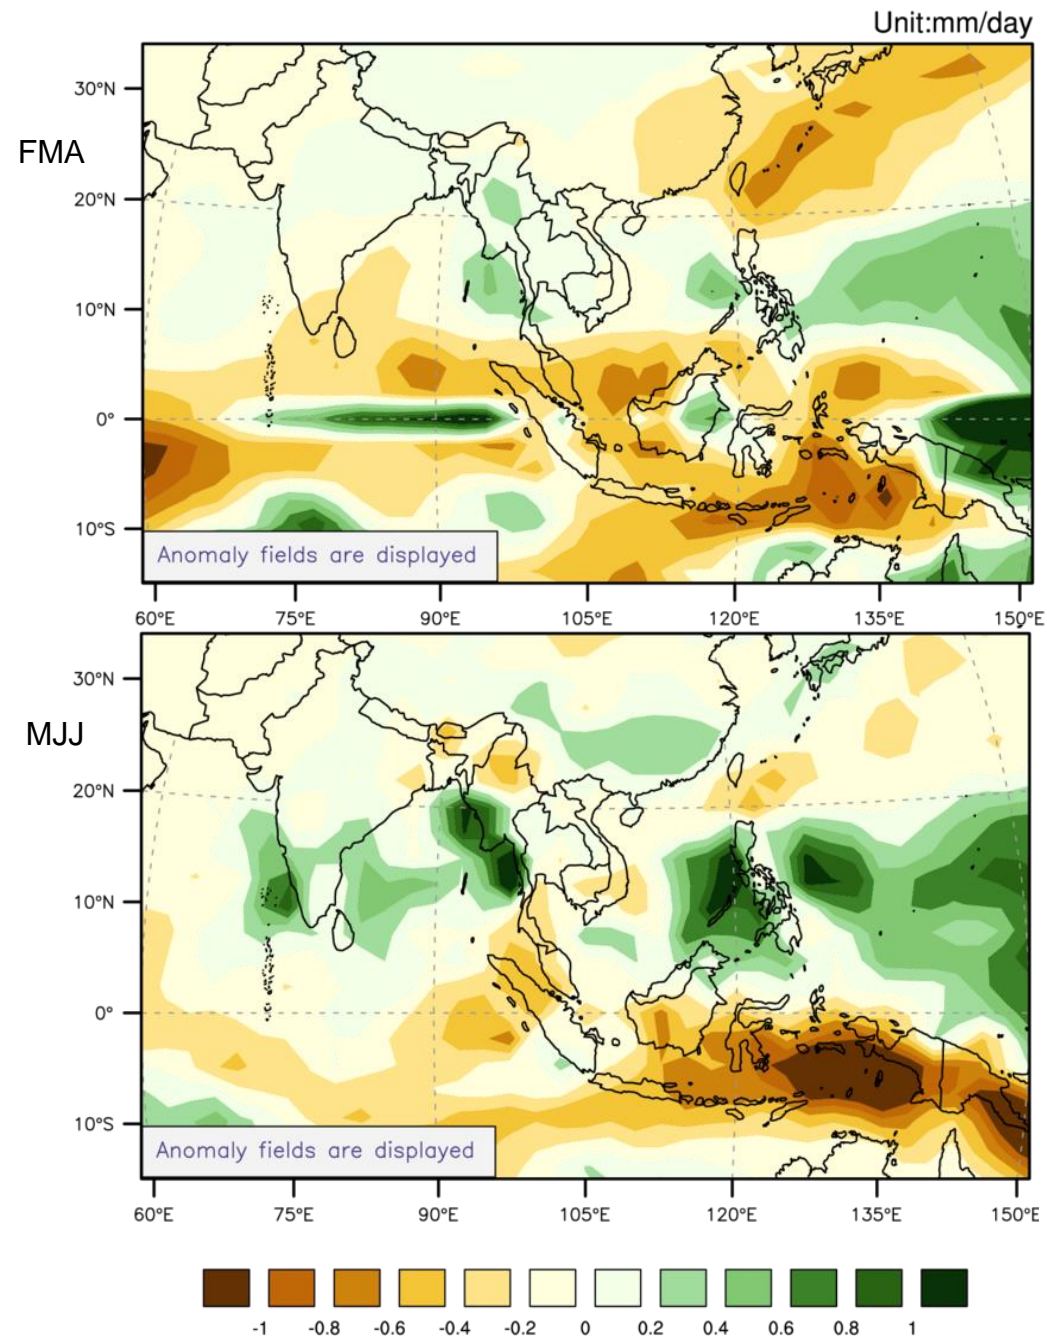 Unit:mm/day
30°N
FMA
20°N
10°N
0°
10°S
Anomaly fields are displayed
60°E 75°E 90°E 105°E 120°E 135°E 150°E
30°N
MJJ
20°N
10°N
0°
10°S
Anomaly fields are displayed
60°E 75°E 90°E 105°E 120°E 135°E 150°E
-1 -0.8 -0.6 -0.4 -0.2 0 0.2 0.4 0.6 0.8 1